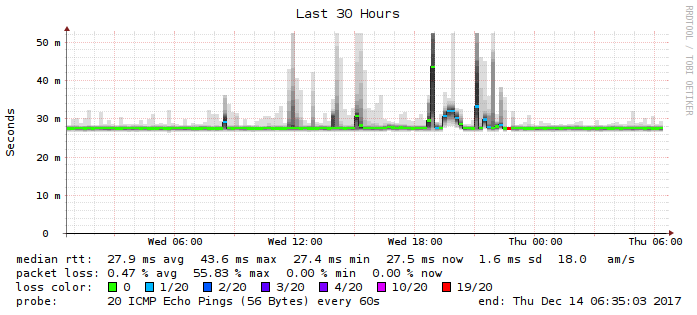 Last 30 Hours
RRDTOOL / TOBI OETIKER
Seconds
50 m
40 m
30 m
20 m
10 m
0
Wed 06:00 Wed 12:00 Wed 18:00 Thu 00:00 Thu 06:00
median rtt: 27.9 ms avg 43.6 ms max 27.4 ms min 27.5 ms now 1.6 ms sd 18.0 am/s
packet loss: 0.47 % avg 55.83 % max 0.00 % min 0.00 % now
loss color: 0 1/20 2/20 3/20 4/20 10/20 19/20
probe: 20 ICMP Echo Pings (56 Bytes) every 60s end: Thu Dec 14 06:35:03 2017